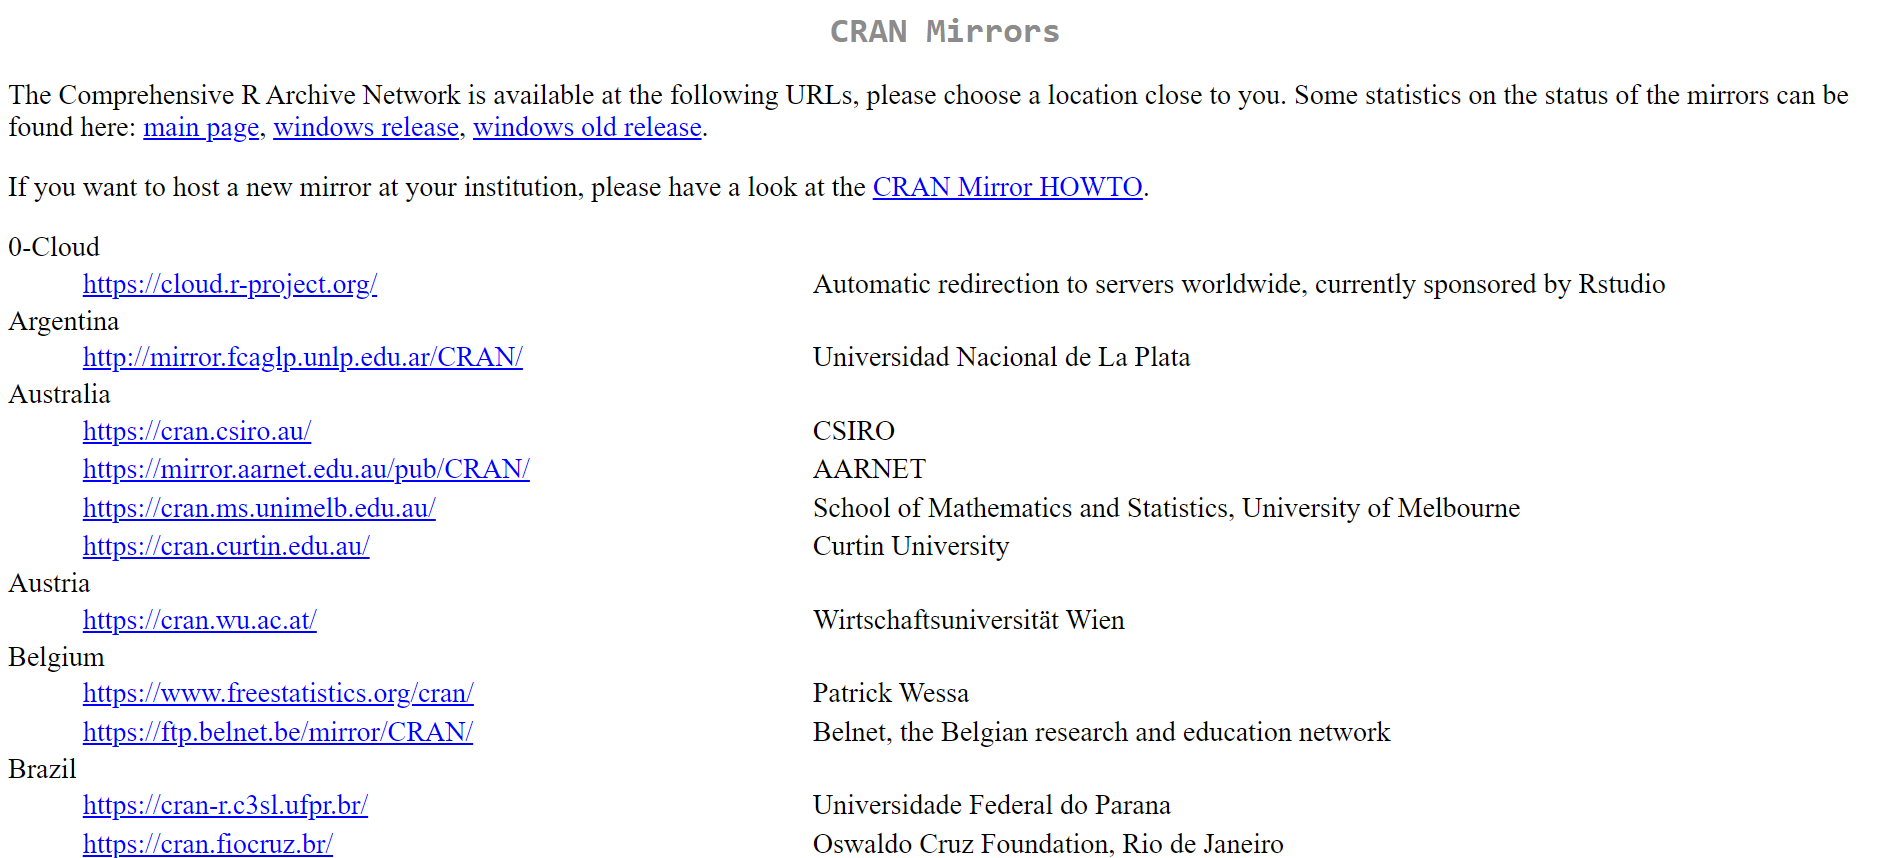 CRAN Mirrors
The Comprehensive R Archive Network is available at the following URLs, please choose a location close to you. Some statistics on the status of the mirrors can be
found here: main page, windows release, windows old release.
If you want to host a new mirror at your institution, please have a look at the CRAN Mirror HOWTO.
0-Cloud
https://cloud.r-project.org/ Automatic redirection to servers worldwide, currently sponsored by Rstudio
Argentina
http://mirror.fcaglp.unlp.edu.ar/CRAN/ Universidad Nacional de La Plata
Australia
https://cran.csiro.au/ CSIRO
https://mirror.aarnet.edu.au/pub/CRAN/ AARNET
https://cran.ms.unimelb.edu.au/ School of Mathematics and Statistics, University of Melbourne
https://cran.curtin.edu.au/ Curtin University
Austria
https://cran.wu.ac.at/ Wirtschaftsuniversität Wien
Belgium
https://www.freestatistics.org/cran/ Patrick Wessa
https://ftp.belnet.be/mirror/CRAN/ Belnet, the Belgian research and education network
Brazil
https://cran-r.c3sl.ufpr.br/ Universidade Federal do Parana
https://cran.fiocruz.br/ Oswaldo Cruz Foundation, Rio de Janeiro